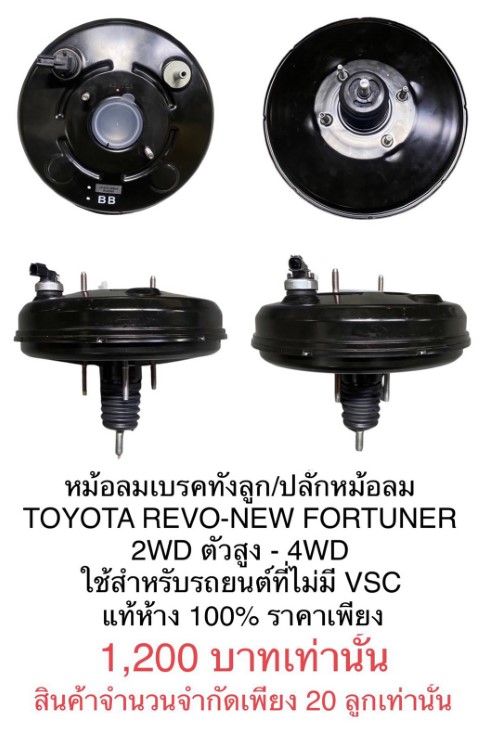 BB
หม้อลมเบรคทังลูก/ปลักหม้อลม
TOYOTA REVO-NEW FORTUNER
2WD ตัวสูง - 4WD
ใช้สำหรับรถยนต์ที่ไม่มี VSC
แท้ห้าง 100% ราคาเพียง
1,200 บาทเท่านั้น
สินค้าจำนวนจำกัดเพียง 20 ลูกเท่านั้น